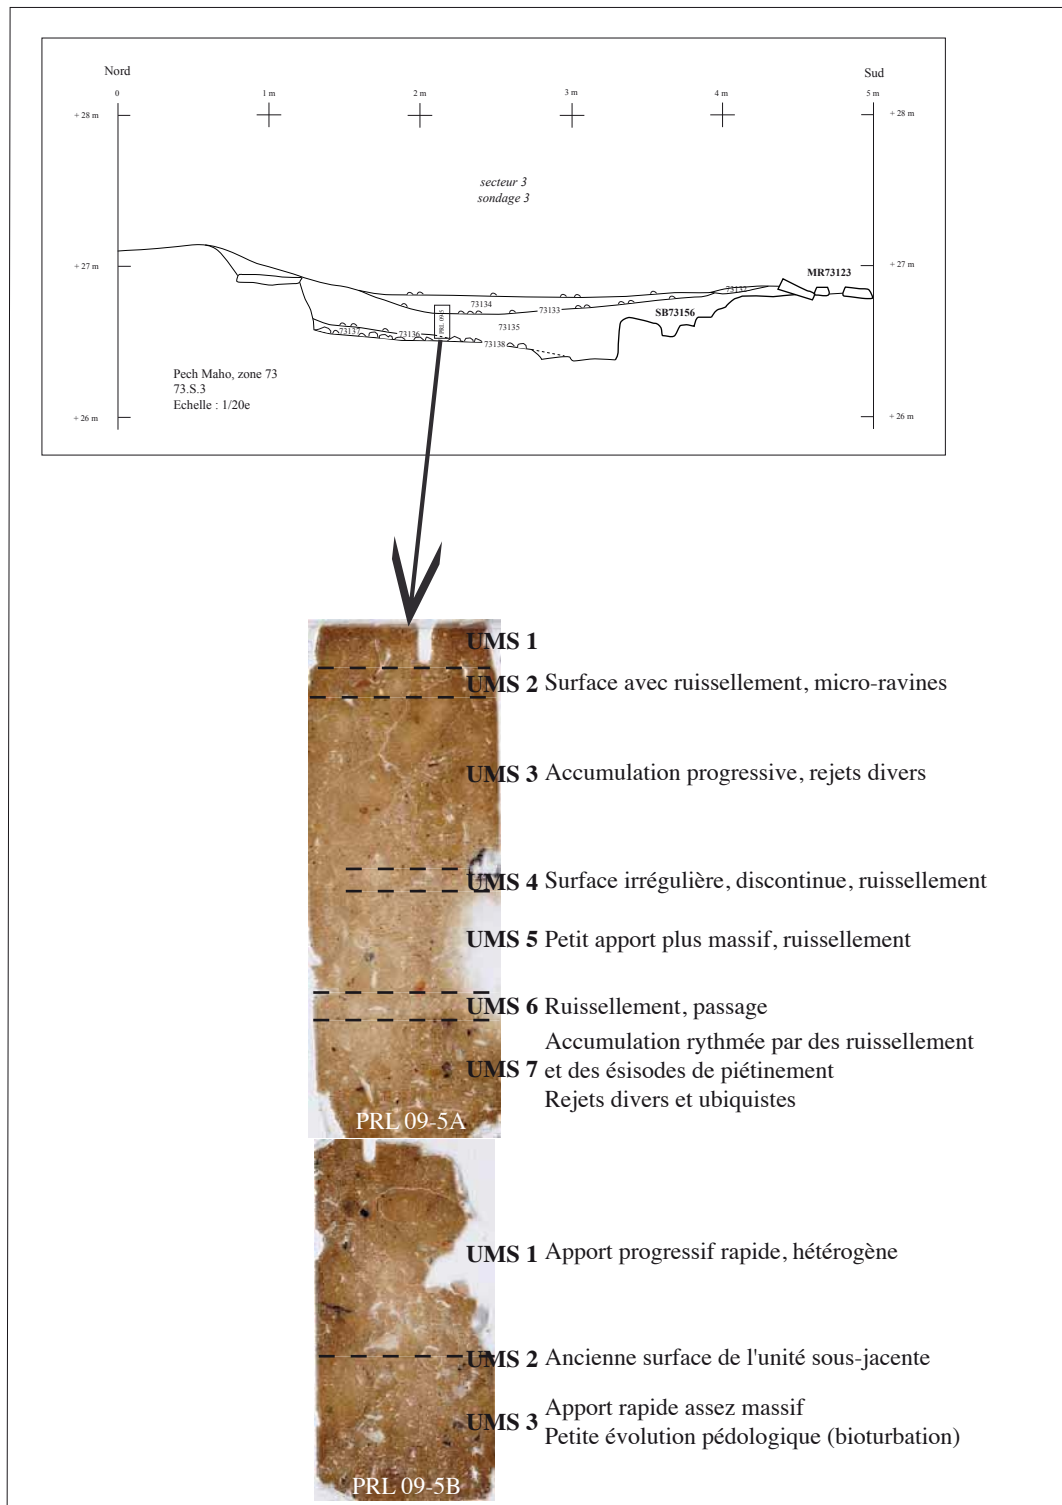 Nord
Sud
0
1 m
2 m
3 m
4 m
5 m
+ 28 m
+ 28 m
secteur 3
sondage 3
+ 27 m
+ 27 m
MR73123
73132
73134
73133
SB73156
PRL 09-5
73135
73137
73136
73138
Pech Maho, zone 73
73.S.3
Echelle : 1/20e
+ 26 m
+ 26 m
UMS 1
UMS 2 Surface avec ruissellement, micro-ravines
UMS 3 Accumulation progressive, rejets divers
UMS 4 Surface irrégulière, discontinue, ruissellement
UMS 5 Petit apport plus massif, ruissellement
UMS 6 Ruissellement, passage
Accumulation rythmée par des ruissellement
UMS 7 et des ésisodes de piétinement
Rejets divers et ubiquistes
PRL 09-5A
UMS 1 Apport progressif rapide, hétérogène
UMS 2 Ancienne surface de l'unité sous-jacente
Apport rapide assez massif
UMS 3 Petite évolution pédologique (bioturbation)
PRL 09-5B